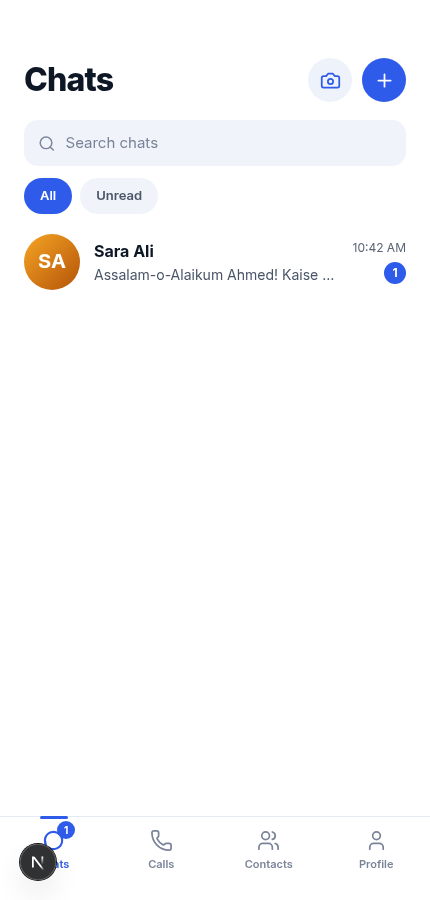 Chats
Search chats
All Unread
SA
Sara Ali
10:42 AM
Assalam-o-Alaikum Ahmed! Kaise ...
1
1
N
Calls
Contacts
Profile